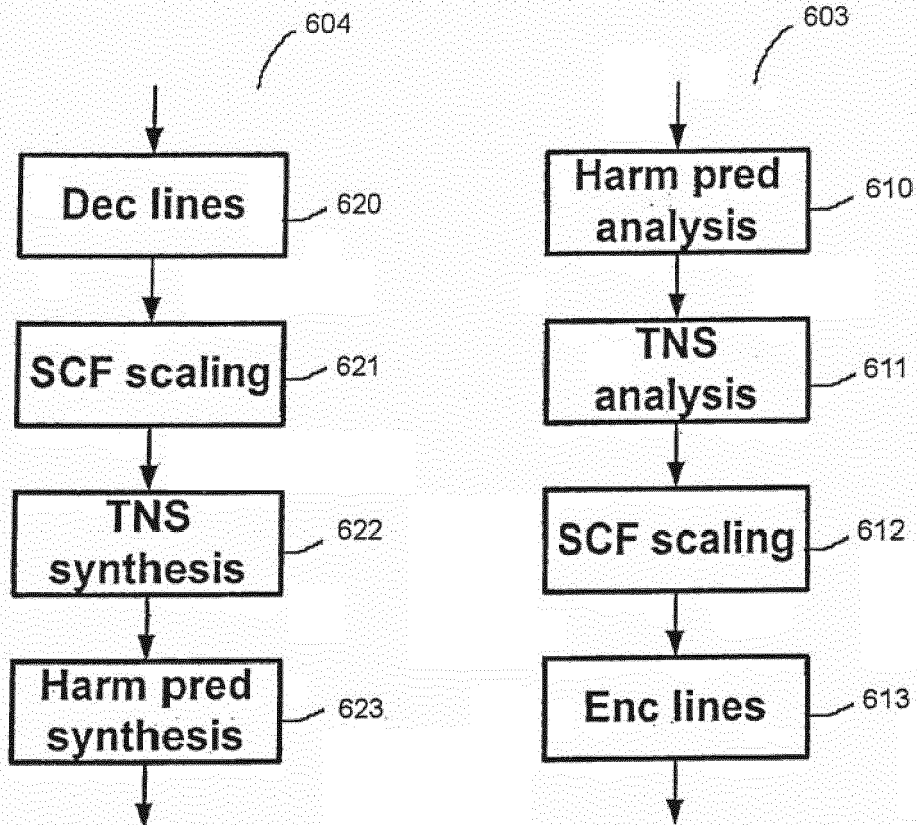 604
Dec lines
620
SCF scaling
621
TNS
synthesis
622
Harm pred
synthesis
623
603
Harm pred
analysis
610
TNS
analysis
611
SCF scaling
612
Enc lines
613